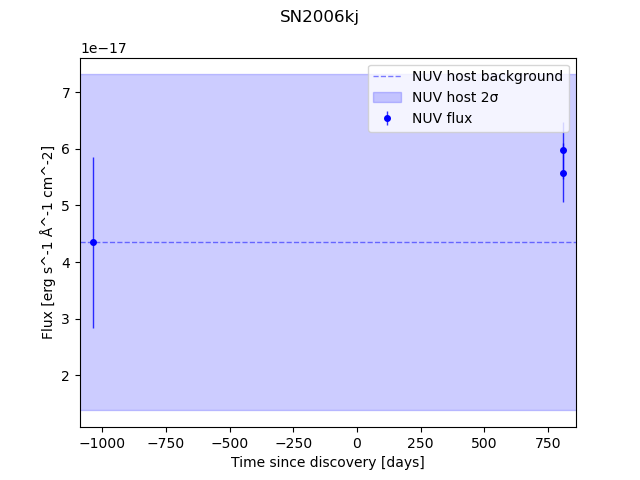 SN2006kj
1e−17
NUV host background
NUV host 2σ
NUV flux
7
6
5
4
3
2
Flux [erg s^-1 Å^-1 cm^-2]
−1000
−750
−500
−250
0
250
500
750
Time since discovery [days]